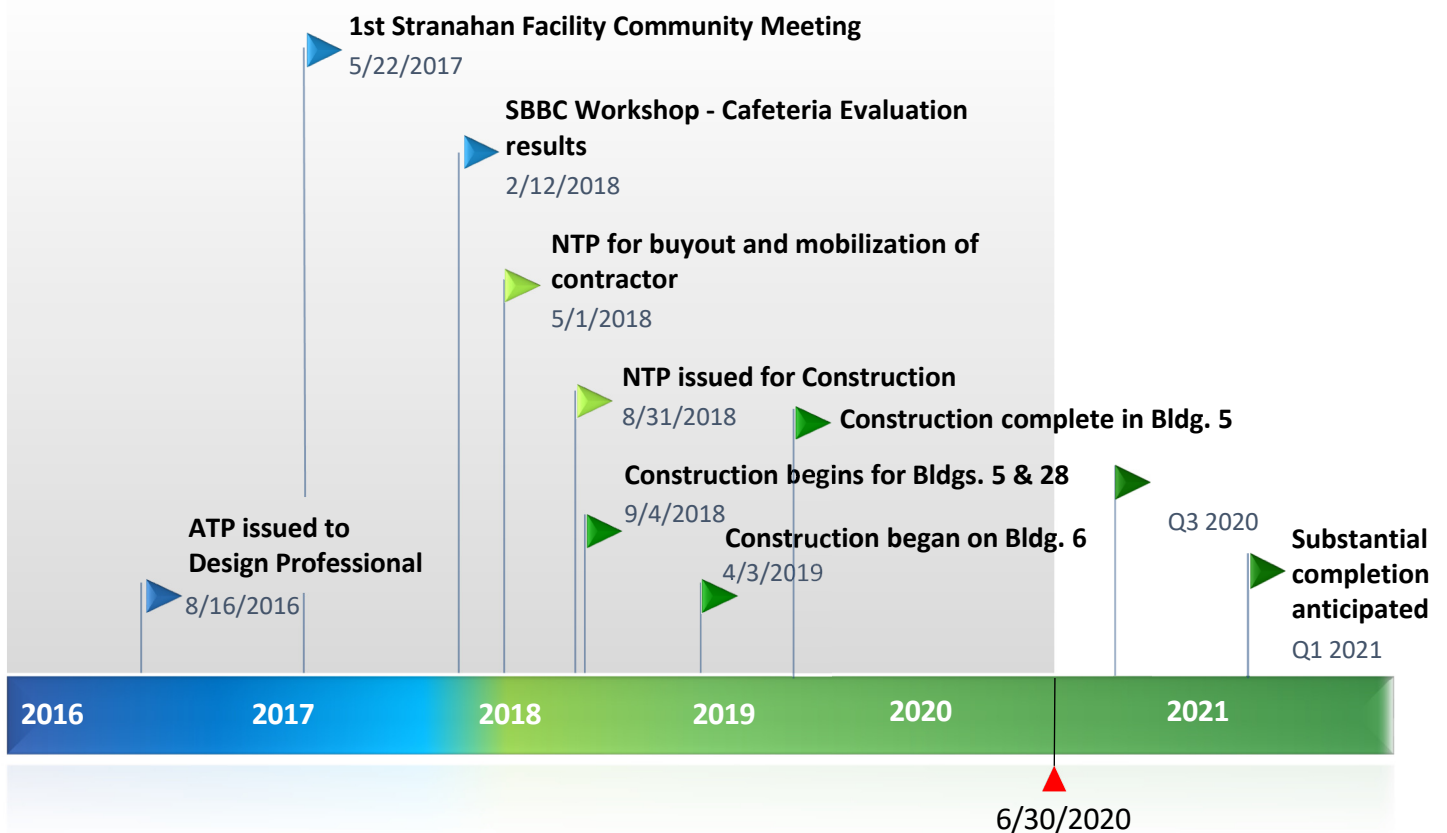 1st Stranahan Facility Community Meeting
5/22/2017
SBBC Workshop - Cafeteria Evaluation
results
2/12/2018
NTP for buyout and mobilization of
contractor
5/1/2018
NTP issued for Construction
8/31/2018
Construction complete in Bldg. 5
Construction begins for Bldgs. 5 & 28
9/4/2018
Construction began on Bldg. 6
4/3/2019
ATP issued to
Design Professional
8/16/2016
Q3 2020
Substantial
completion
anticipated
Q1 2021
2016
2017
2018
2019
2020
2021
6/30/2020